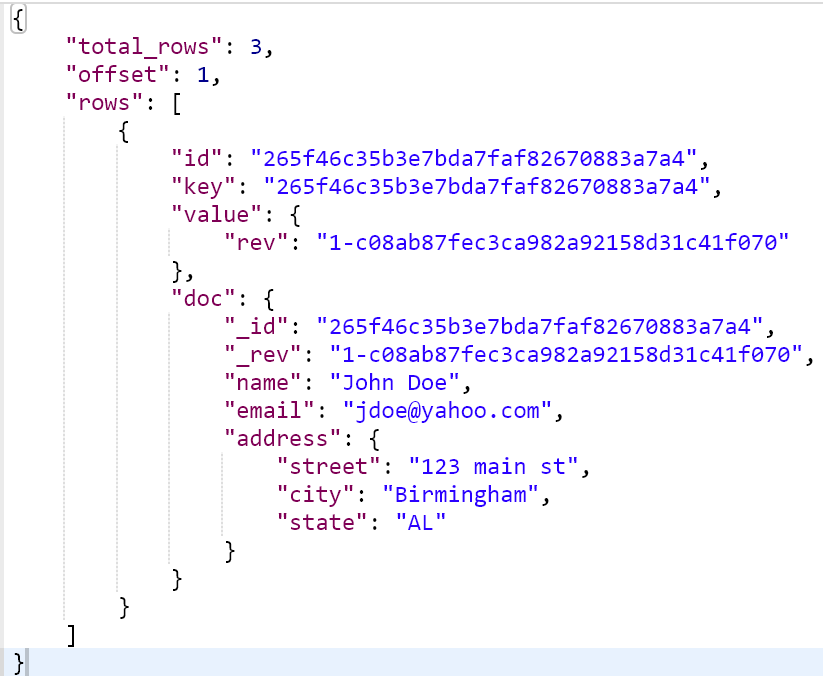 {
    "total_rows": 3,
    "offset": 1,
    "rows": [
        {
            "id": "265f46c35b3e7bda7faf82670883a7a4",
            "key": "265f46c35b3e7bda7faf82670883a7a4",
            "value": {
                "rev": "1-c08ab87fec3ca982a92158d31c41f070"
            },
            "doc": {
                "_id": "265f46c35b3e7bda7faf82670883a7a4",
                "_rev": "1-c08ab87fec3ca982a92158d31c41f070",
                "name": "John Doe",
                "email": "jdoe@yahoo.com",
                "address": {
                    "street": "123 main st",
                    "city": "Birmingham",
                    "state": "AL"
                }
            }
        }
    ]
}